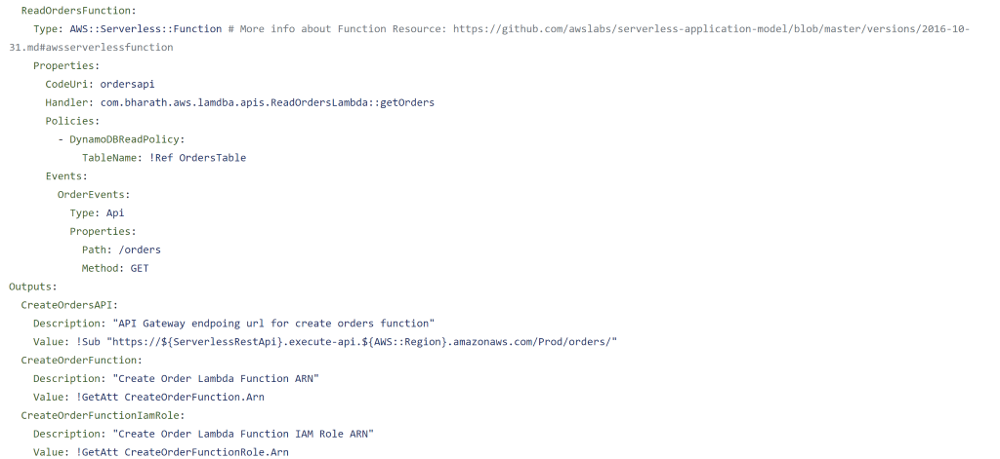 ReadOrdersFunction:
Type: AWS::Serverless::Function # More info about Function Resource: https://github.com/awslabs/serverless-application-model/blob/master/versions/2016-10-
31.md#awsserverlessfunction
Properties:
CodeUri: ordersapi
Handler: com.bharath.aws.lamdba.apis.ReadOrdersLambda::getOrders
Policies:
- DynamoDBReadPolicy:
TableName: !Ref OrdersTable
Events:
OrderEvents:
Type: Api
Properties:
Path: /orders
Method: GET
Outputs:
CreateOrdersAPI:
Description: "API Gateway endpoing url for create orders function"
Value: !Sub "https://${ServerlessRestApi}.execute-api.${AWS::Region}.amazonaws.com/Prod/orders/"
CreateOrderFunction:
Description: "Create Order Lambda Function ARN"
Value: !GetAtt CreateOrderFunction.Arn
CreateOrderFunctionIamRole:
Description: "Create Order Lambda Function IAM Role ARN"
Value: !GetAtt CreateOrderFunctionRole.Arn